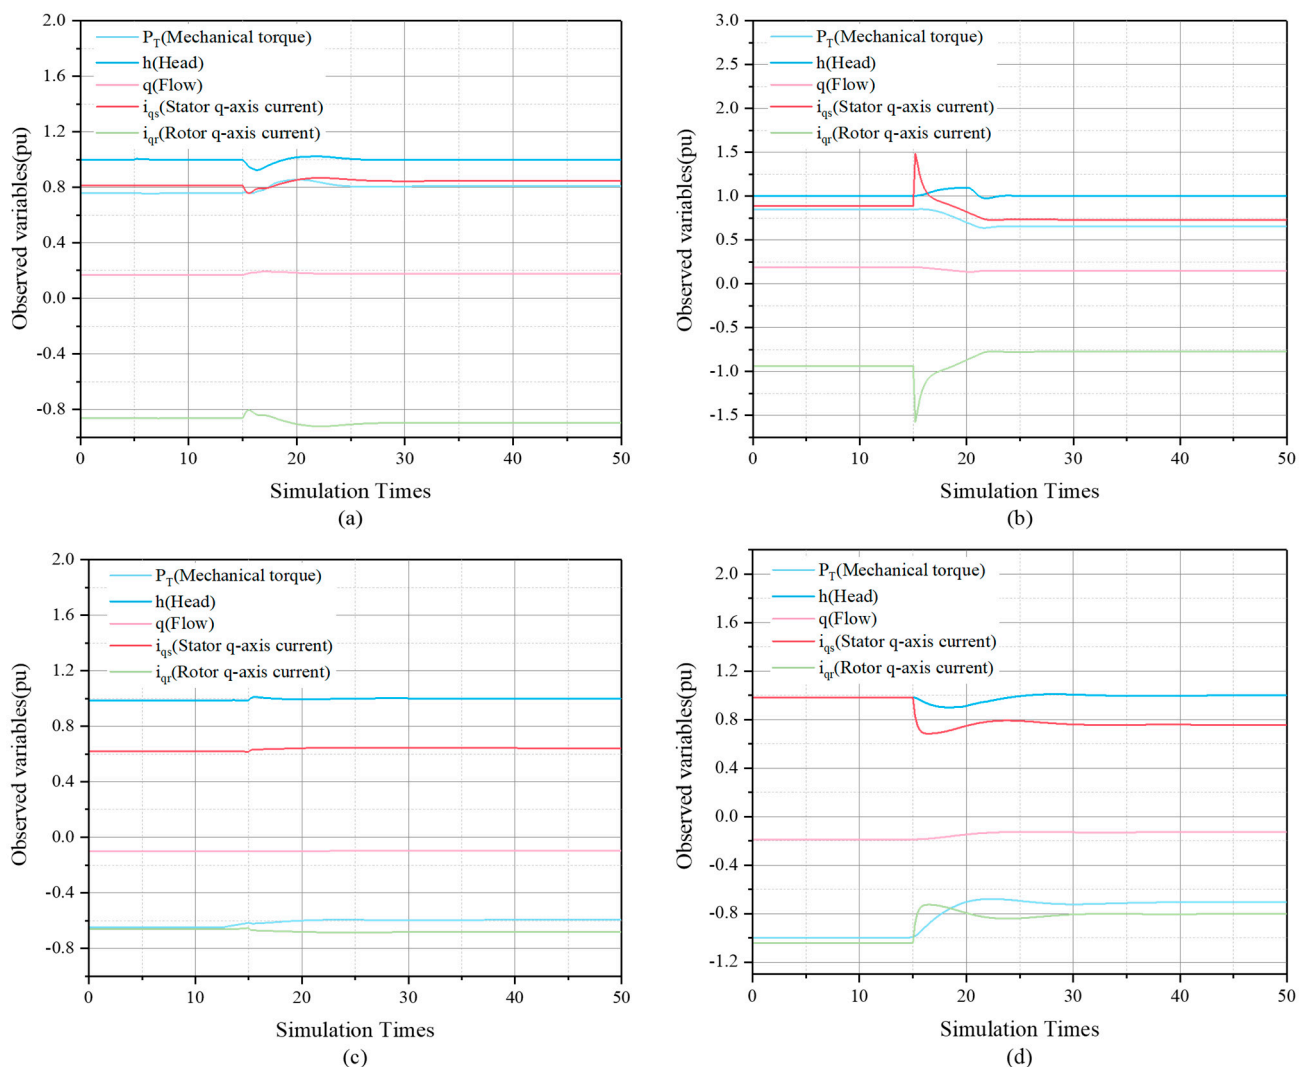 2.0
1.6
1.2
0.8
0.4
0.0
-0.4
-0.8
Observed variables(pu)
P_T(Mechanical torque)
h(Head)
q(Flow)
i_qs(Stator q-axis current)
i_qr(Rotor q-axis current)
0 10 20 30 40 50
Simulation Times
(a)
3.0
2.5
2.0
1.5
1.0
0.5
0.0
-0.5
-1.0
-1.5
Observed variables(pu)
P_T(Mechanical torque)
h(Head)
q(Flow)
i_qs(Stator q-axis current)
i_qr(Rotor q-axis current)
0 10 20 30 40 50
Simulation Times
(b)
2.0
1.6
1.2
0.8
0.4
0.0
-0.4
-0.8
Observed variables(pu)
P_T(Mechanical torque)
h(Head)
q(Flow)
i_qs(Stator q-axis current)
i_qr(Rotor q-axis current)
0 10 20 30 40 50
Simulation Times
(c)
2.0
1.6
1.2
0.8
0.4
0.0
-0.4
-0.8
-1.2
Observed variables(pu)
P_T(Mechanical torque)
h(Head)
q(Flow)
i_qs(Stator q-axis current)
i_qr(Rotor q-axis current)
0 10 20 30 40 50
Simulation Times
(d)